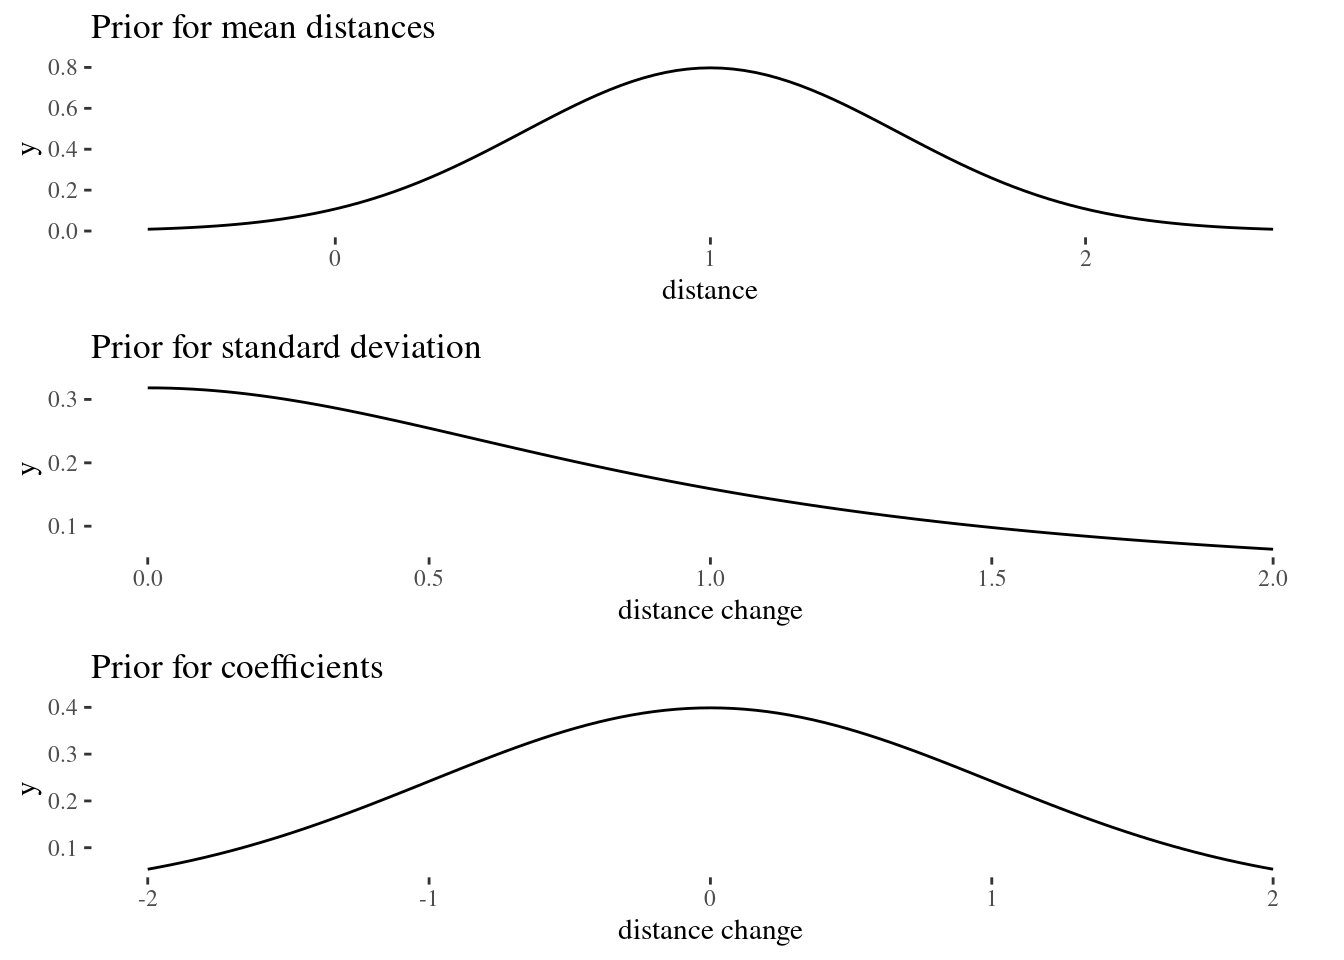 Prior for mean distances
0.8
0.6
0.4
0.2
0.0
y
0 1 2
distance
Prior for standard deviation
0.3
0.2
0.1
y
0.0 0.5 1.0 1.5 2.0
distance change
Prior for coefficients
0.4
0.3
0.2
0.1
y
-2 -1 0 1 2
distance change